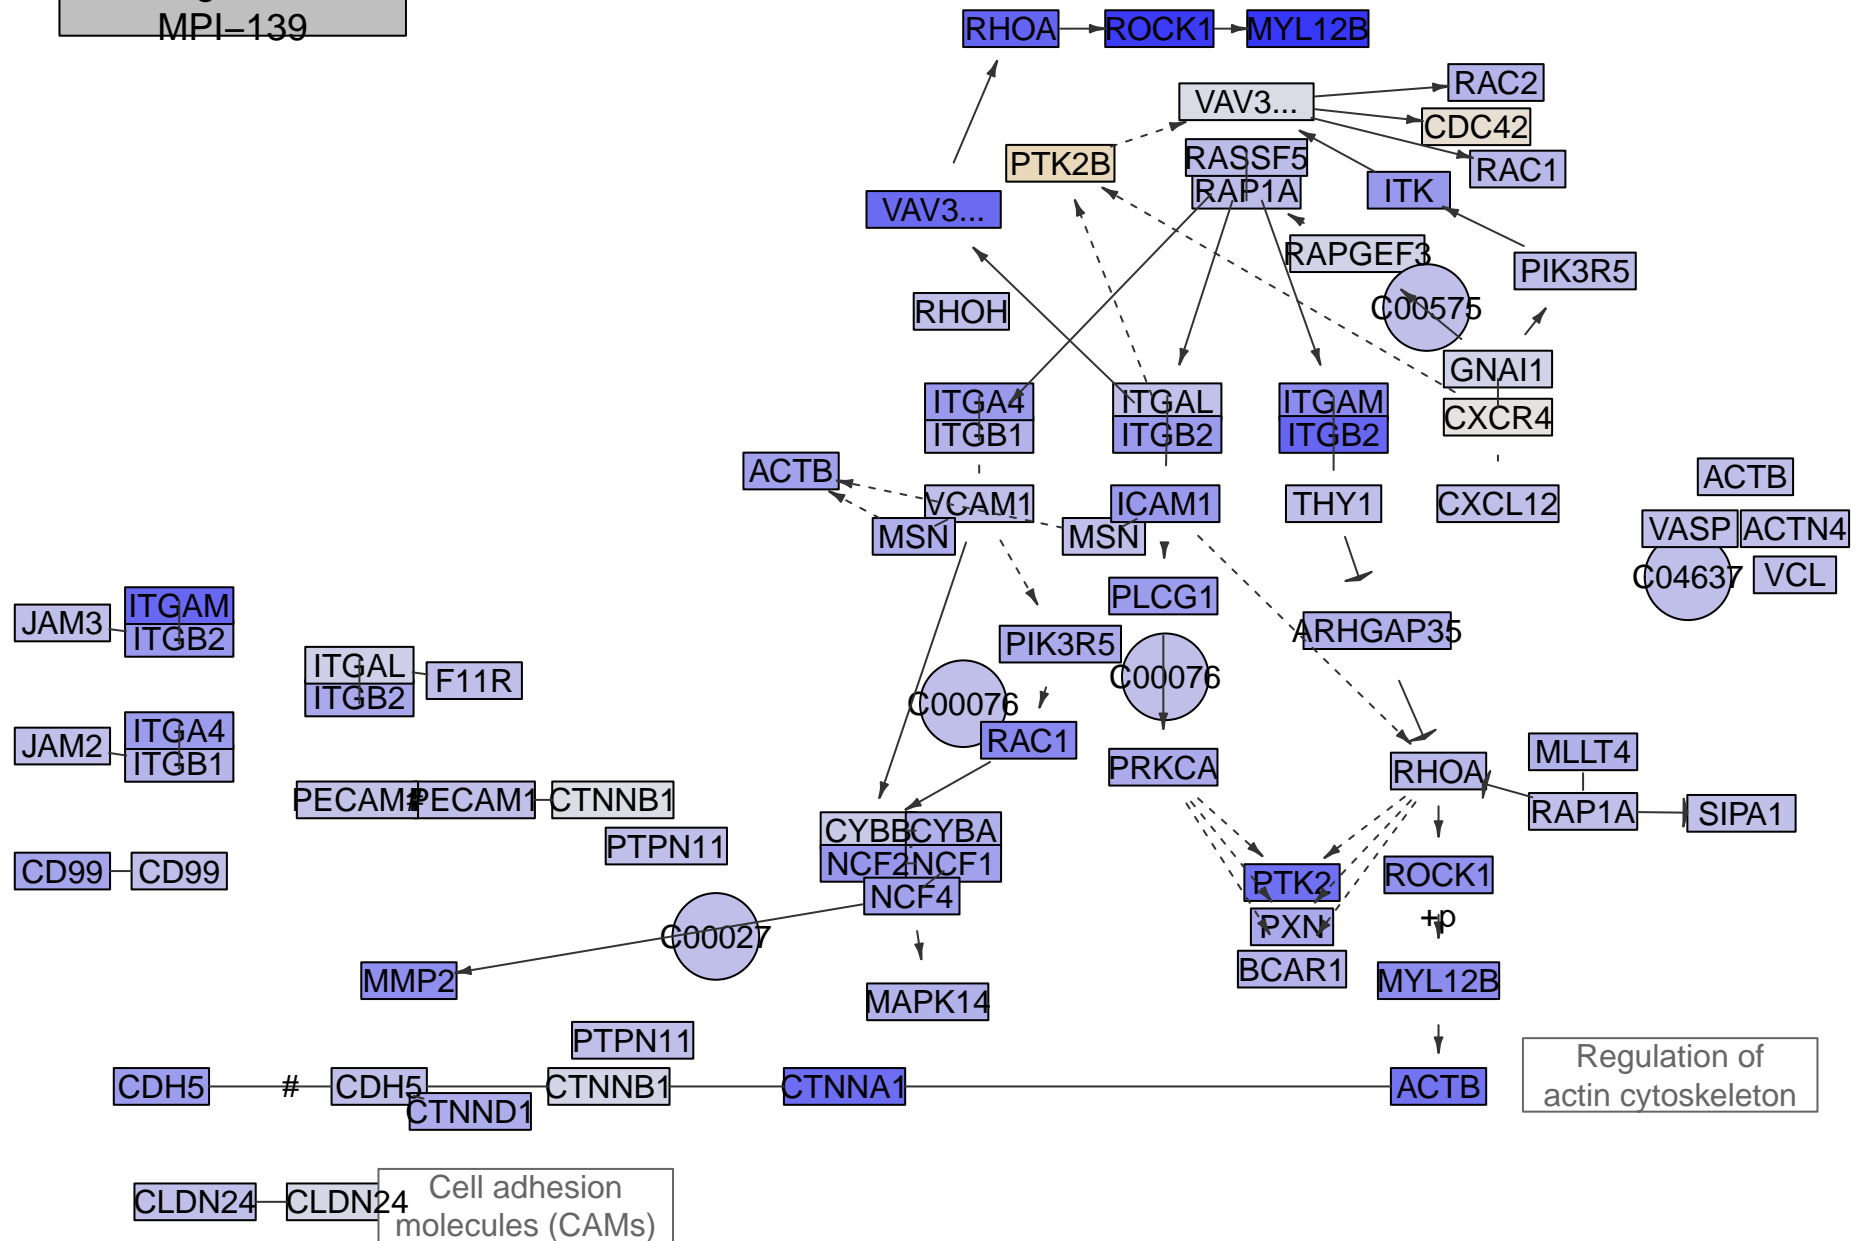 MPI−139
RHOA
ROCK1
MYL12B
RAC2
VAV3...
CDC42
RASSF5
PTK2B
RAC1
RAP1A
ITK
VAV3...
RAPGEF3
PIK3R5
RHOH
C00575
GNAI1
ITGA4
ITGAL
ITGAM
CXCR4
ITGB1
ITGB2
ITGB2
ACTB
ACTB
VCAM1
ICAM1
THY1
CXCL12
MSN
MSN
VASP
ACTN4
C04637
VCL
PLCG1
ITGAM
JAM3
ITGB2
ARHGAP35
PIK3R5
ITGAL
F11R
ITGB2
C00076
C00076
ITGA4
JAM2
ITGB1
RAC1
PRKCA
RHOA
MLLT4
PECAM1
#
PECAM1
CTNNB1
RAP1A
SIPA1
CYBB
CYBA
PTPN11
NCF2
NCF1
CD99
CD99
NCF4
PTK2
ROCK1
+p
PXN
C00027
BCAR1
MMP2
MYL12B
MAPK14
PTPN11
Regulation of
actin cytoskeleton
CDH5
#
CDH5
CTNNB1
CTNNA1
ACTB
CTNND1
CLDN24
CLDN24
Cell adhesion
molecules (CAMs)